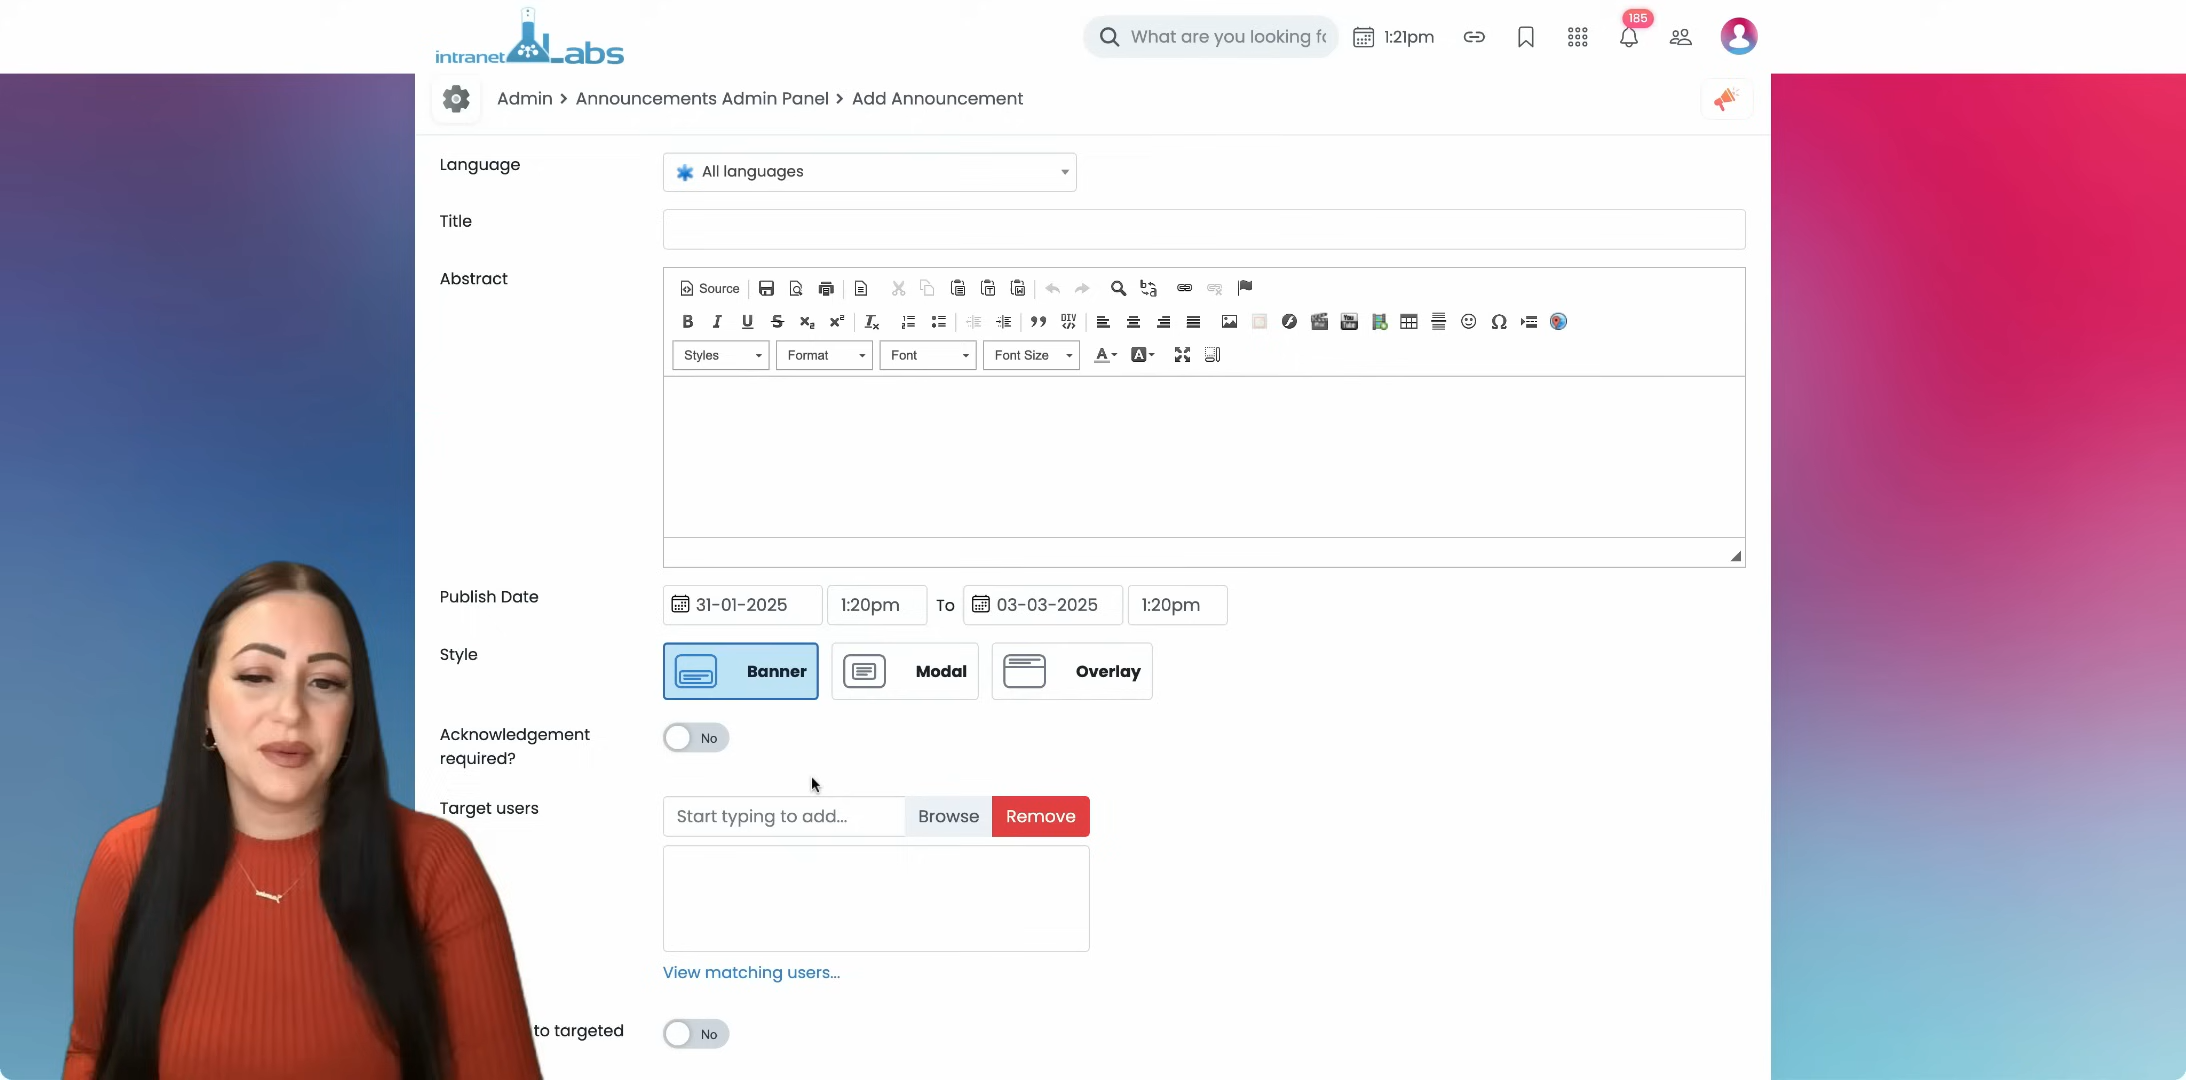 intranet Labs
What are you looking fo
1:21pm
185
Admin > Announcements Admin Panel > Add Announcement
Language
All languages
Title
Abstract
Source
Styles
Format
Font
Font Size
Publish Date
31-01-2025
1:20pm
To
03-03-2025
1:20pm
Style
Banner
Modal
Overlay
Acknowledgement
required?
No
Target users
Start typing to add...
Browse
Remove
View matching users...
to targeted
No